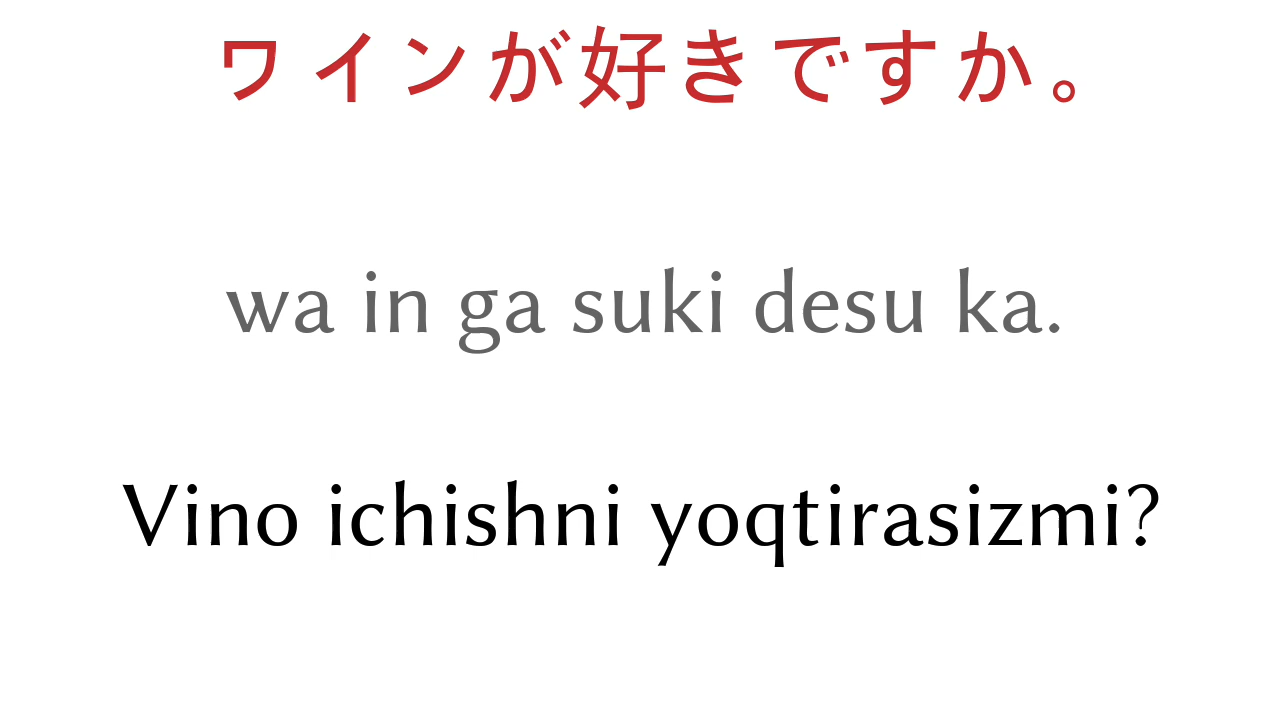 ワインが好きですか。
wa in ga suki desu ka.
Vino ichishni yoqtirasizmi?